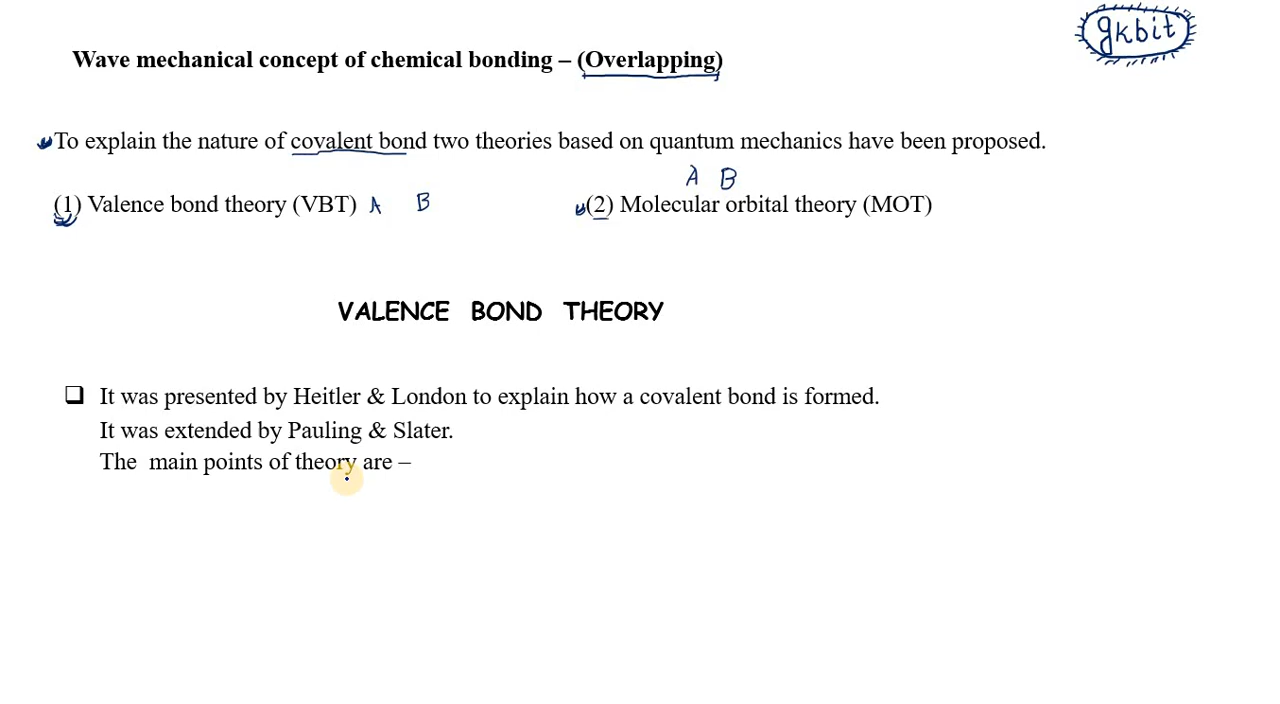 gkbit
Wave mechanical concept of chemical bonding – (Overlapping)
To explain the nature of covalent bond two theories based on quantum mechanics have been proposed.
A B
(1) Valence bond theory (VBT) A B (2) Molecular orbital theory (MOT)
VALENCE BOND THEORY
It was presented by Heitler & London to explain how a covalent bond is formed.
It was extended by Pauling & Slater.
The main points of theory are –